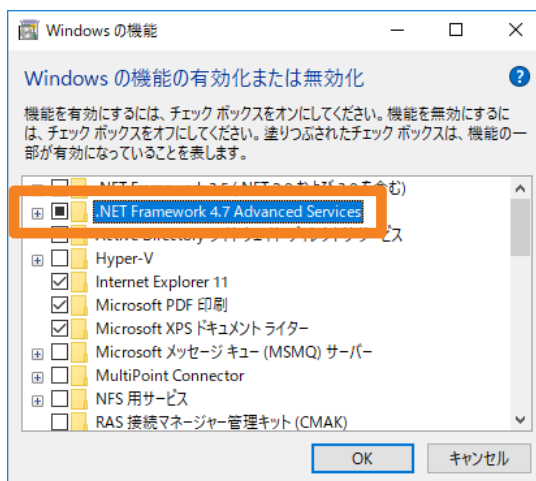 Windows の機能
Windows の機能の有効化または無効化
機能を有効にするには、チェック ボックスをオンにしてください。機能を無効にするに
は、チェック ボックスをオフにしてください。塗りつぶされたチェック ボックスは、機能の一
部が有効になっていることを表します。
.NET Framework 4.7 Advanced Services
Hyper-V
Internet Explorer 11
Microsoft PDF 印刷
Microsoft XPS ドキュメント ライター
Microsoft メッセージ キュー (MSMQ) サーバー
MultiPoint Connector
NFS 用サービス
RAS 接続マネージャー管理キット (CMAK)
OK
キャンセル